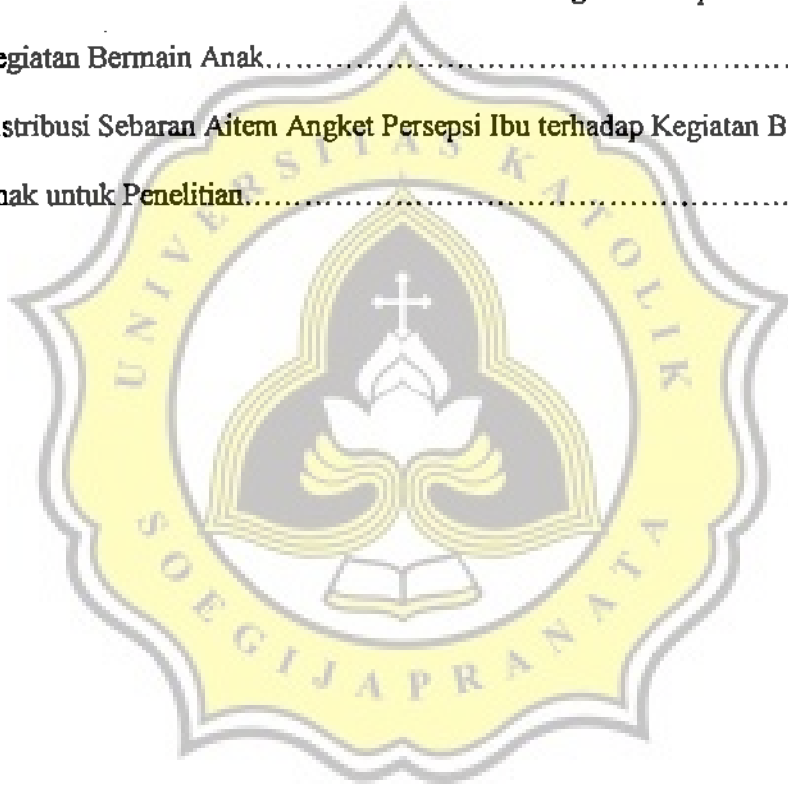 egiatan Bermain Anak
stribusi Sebaran Aitem Angket Persepsi Ibu terhadap Kegiatan B
nak untuk Penelitian
UNIVERSITAS KATOLIK
SOEGIJAPRANATA